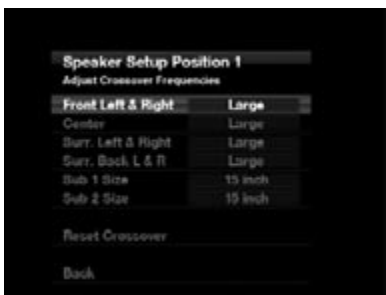 Speaker Setup Position 1
Adjust Crossover Frequencies
Front Left & Right Large
Center Large
Surr. Left & Right Large
Surr. Back L & R Large
Sub 1 Size 15 inch
Sub 2 Size 15 inch
Reset Crossover
Back